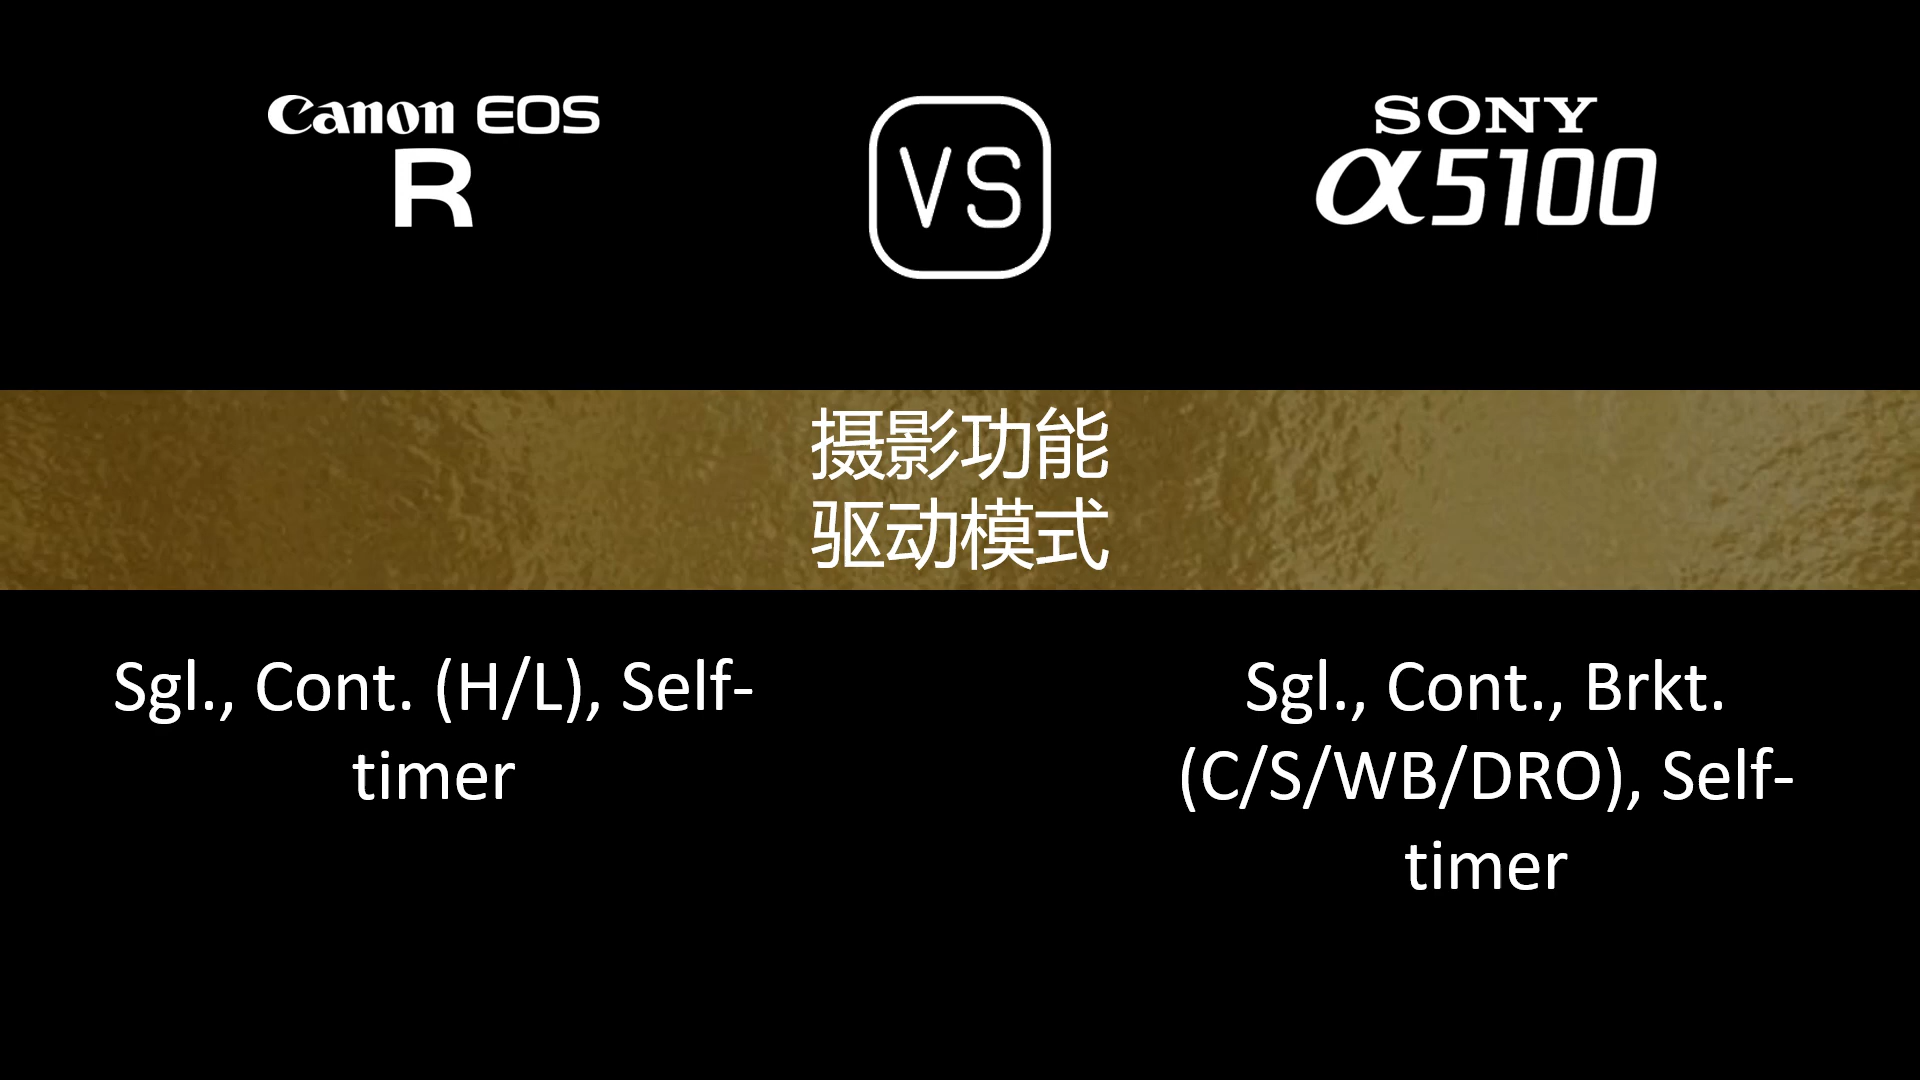 Canon EOS
R
VS
SONY
α5100
摄影功能
驱动模式
Sgl., Cont. (H/L), Self-
timer
Sgl., Cont., Brkt.
(C/S/WB/DRO), Self-
timer